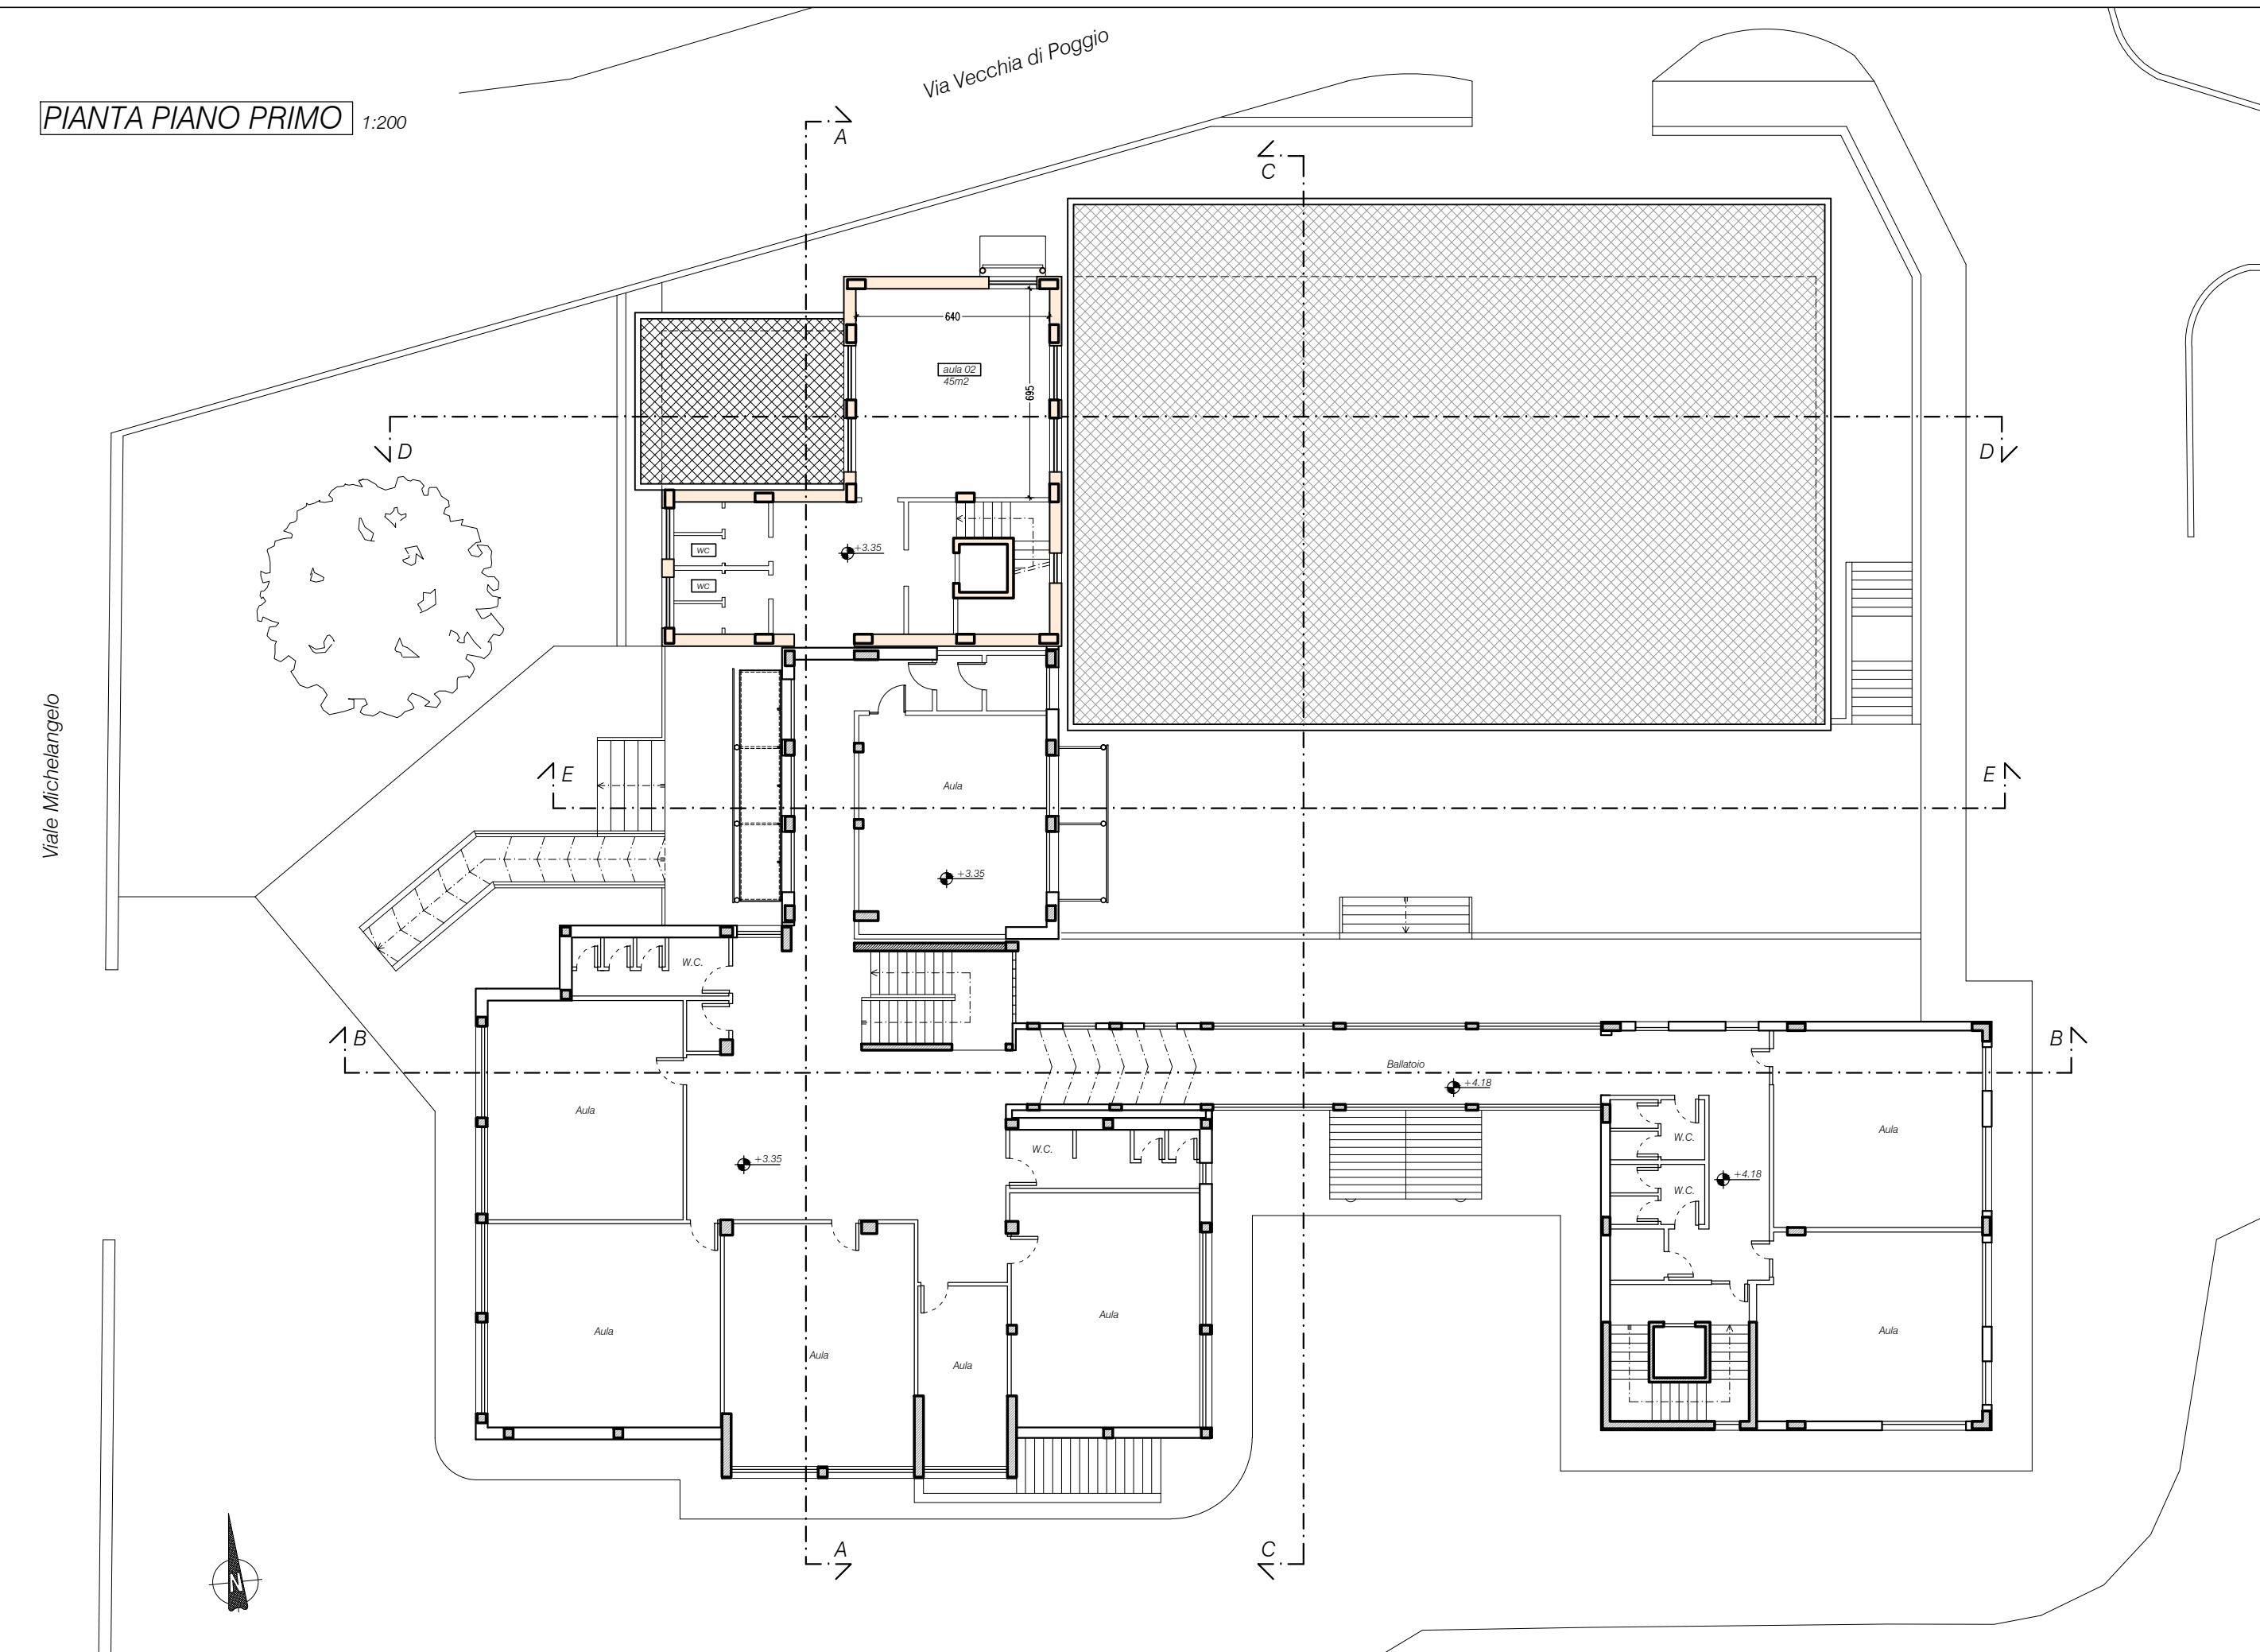 Via Vecchia di Poggio
PIANTA PIANO PRIMO 1:200
A
C
640
aula 02
45m2
695
D
D
WC
+3.35
WC
Viale Michelangelo
E
Aula
E
+3.35
W.C.
B
B
Ballatoio
+4.18
Aula
Aula
W.C.
W.C.
+3.35
+4.18
W.C.
Aula
Aula
Aula
Aula
Aula
A
C
N